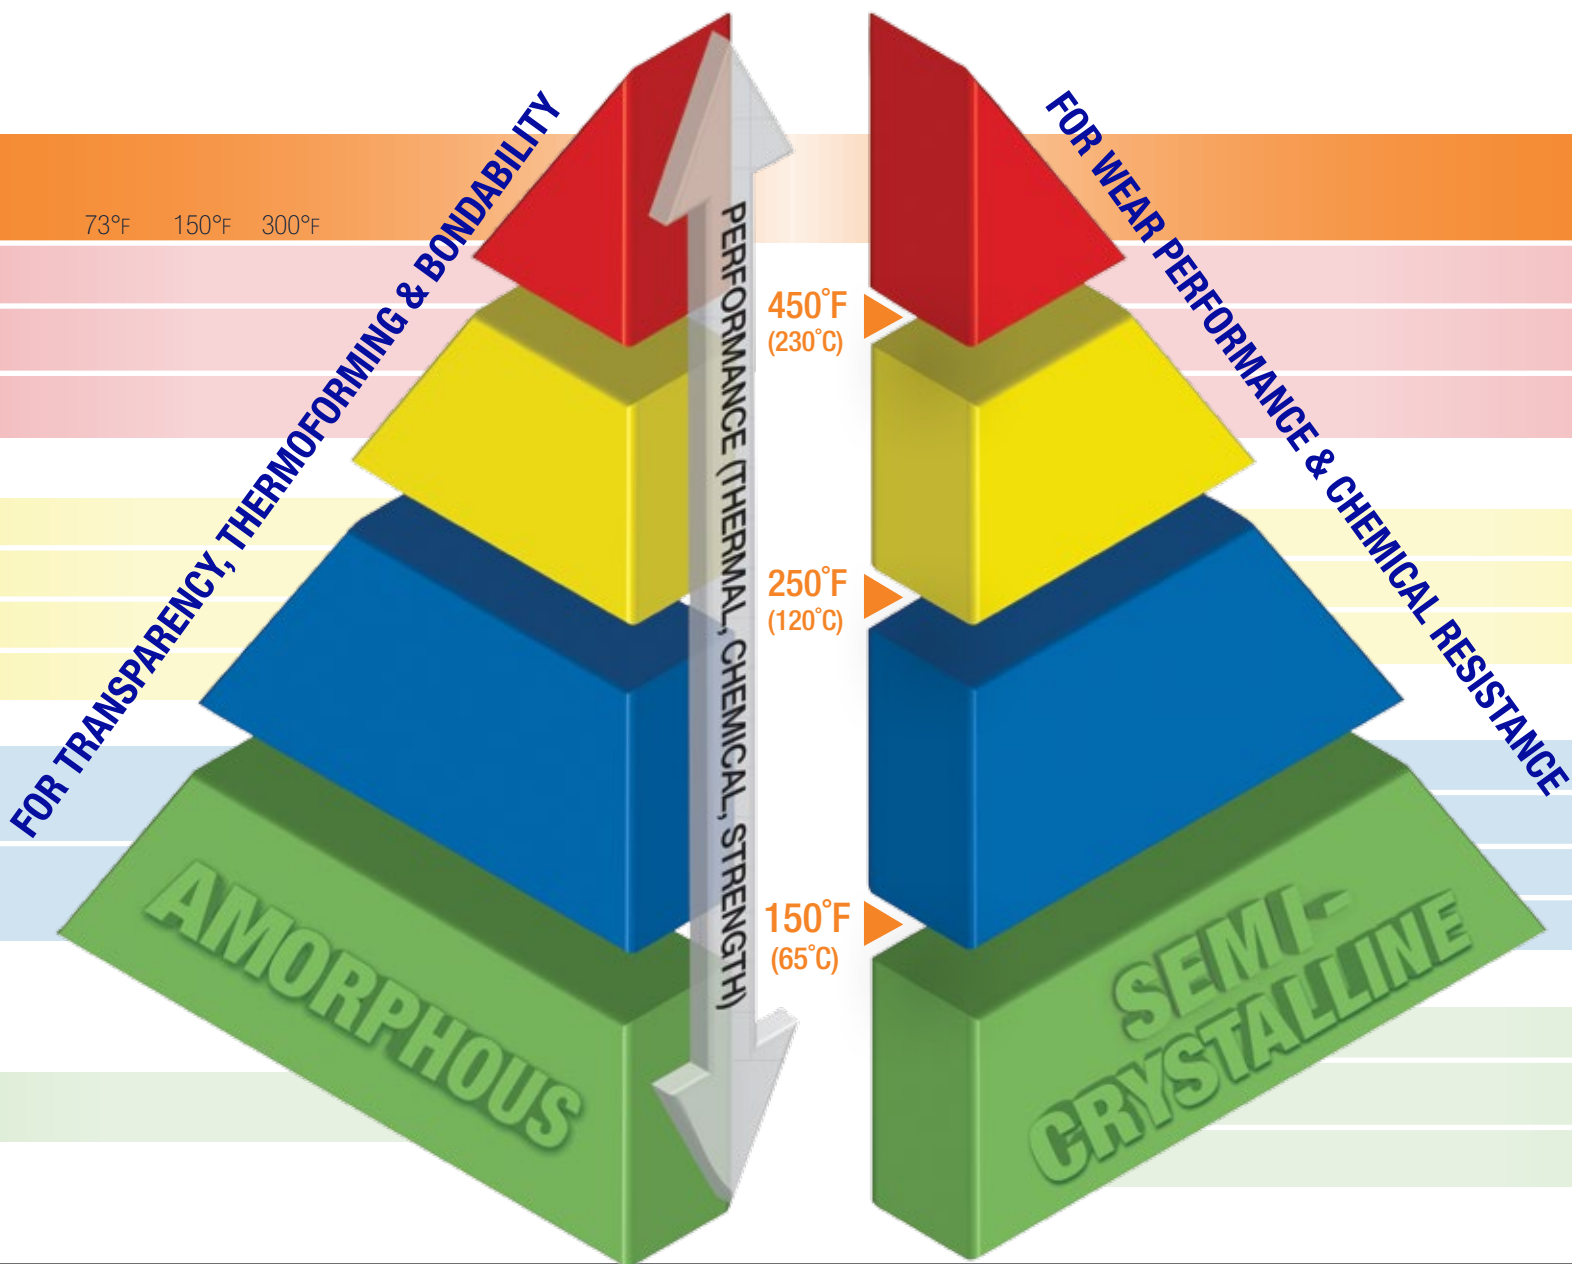 FOR TRANSPARENCY, THERMOFORMING & BONDABILITY
FOR WEAR PERFORMANCE & CHEMICAL RESISTANCE
73°F 150°F 300°F
PERFORMANCE (THERMAL, CHEMICAL, STRENGTH)
450°F
(230°C)
250°F
(120°C)
150°F
(65°C)
AMORPHOUS
SEMI-
CRYSTALLINE